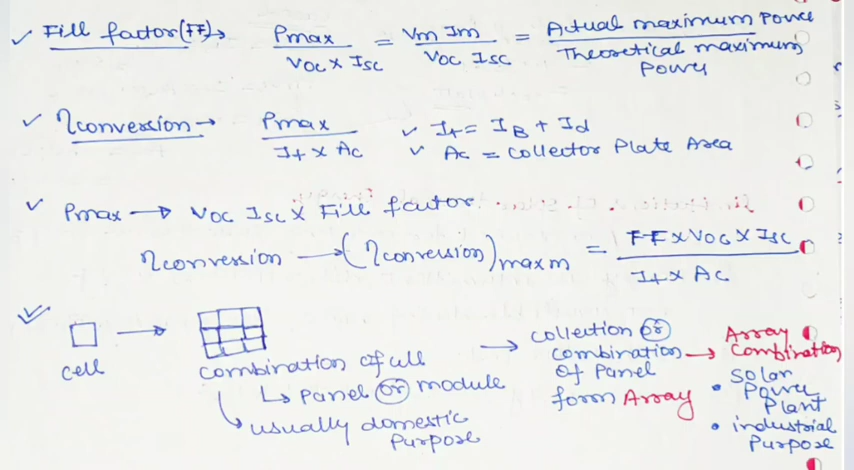 ✓ Fill factor(FF)→ Pmax / Voc × Isc = Vm Im / Voc Isc = Actual maximum Power / Theoretical maximum Power
✓ ηconversion → Pmax / It × Ac ✓ It = IB + Id
✓ Ac = Collector Plate Area
✓ Pmax → Voc Isc × Fill factor.
ηconversion → (ηconversion)maxm = FF × Voc × Isc / It × Ac
cell
combination of all
↳ Panel or module
↳ usually domestic
Purpose
→ collection or
combination
of Panel
form Array
→ Array
Combination
• Solar
Power
Plant
• industrial
Purpose